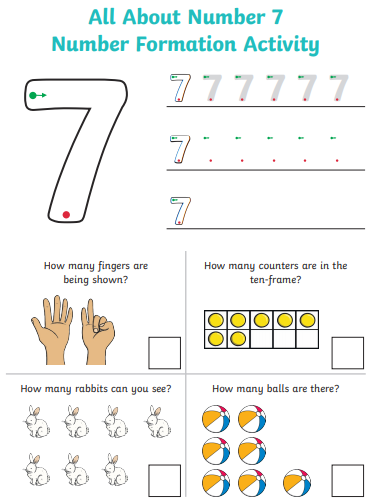 All About Number 7
Number Formation Activity
7
7 7 7 7 7 7
7
7
How many fingers are
being shown?
How many counters are in the
ten-frame?
How many rabbits can you see?
How many balls are there?